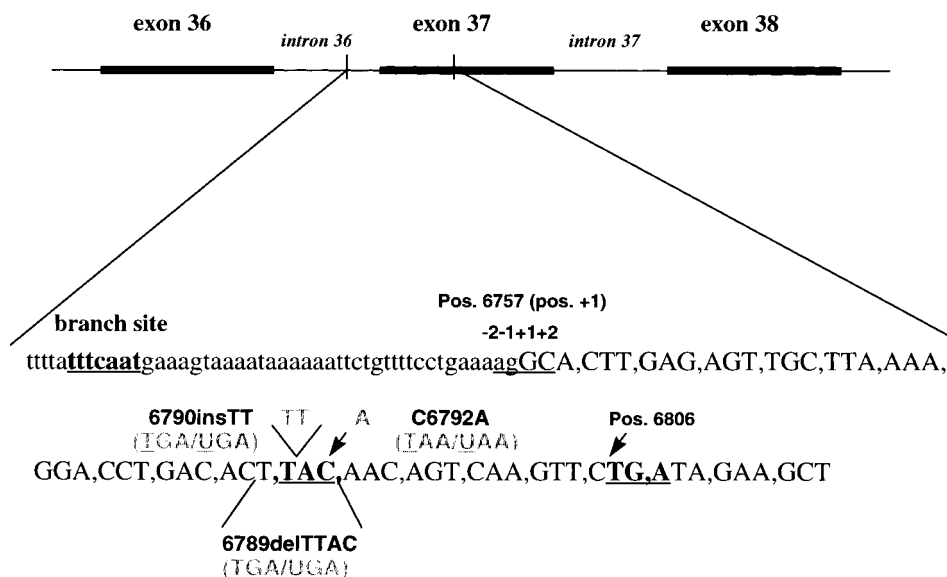 exon 36 intron 36 exon 37 intron 37 exon 38
Pos. 6757 (pos. +1)
branch site -2-1+1+2
tttta​tttcaatgaaagtaaaataaaaaattctgttttcctgaaaagGCA,CTT,GAG,AGT,TGC,TTA,AAA,
6790insTT TT A C6792A Pos. 6806
(TGA/UGA) (TAA/UAA)
GGA,CCT,GAC,ACT,TAC,AAC,AGT,CAA,GTT,CTG,ATA,GAA,GCT
6789delTTAC
(TGA/UGA)